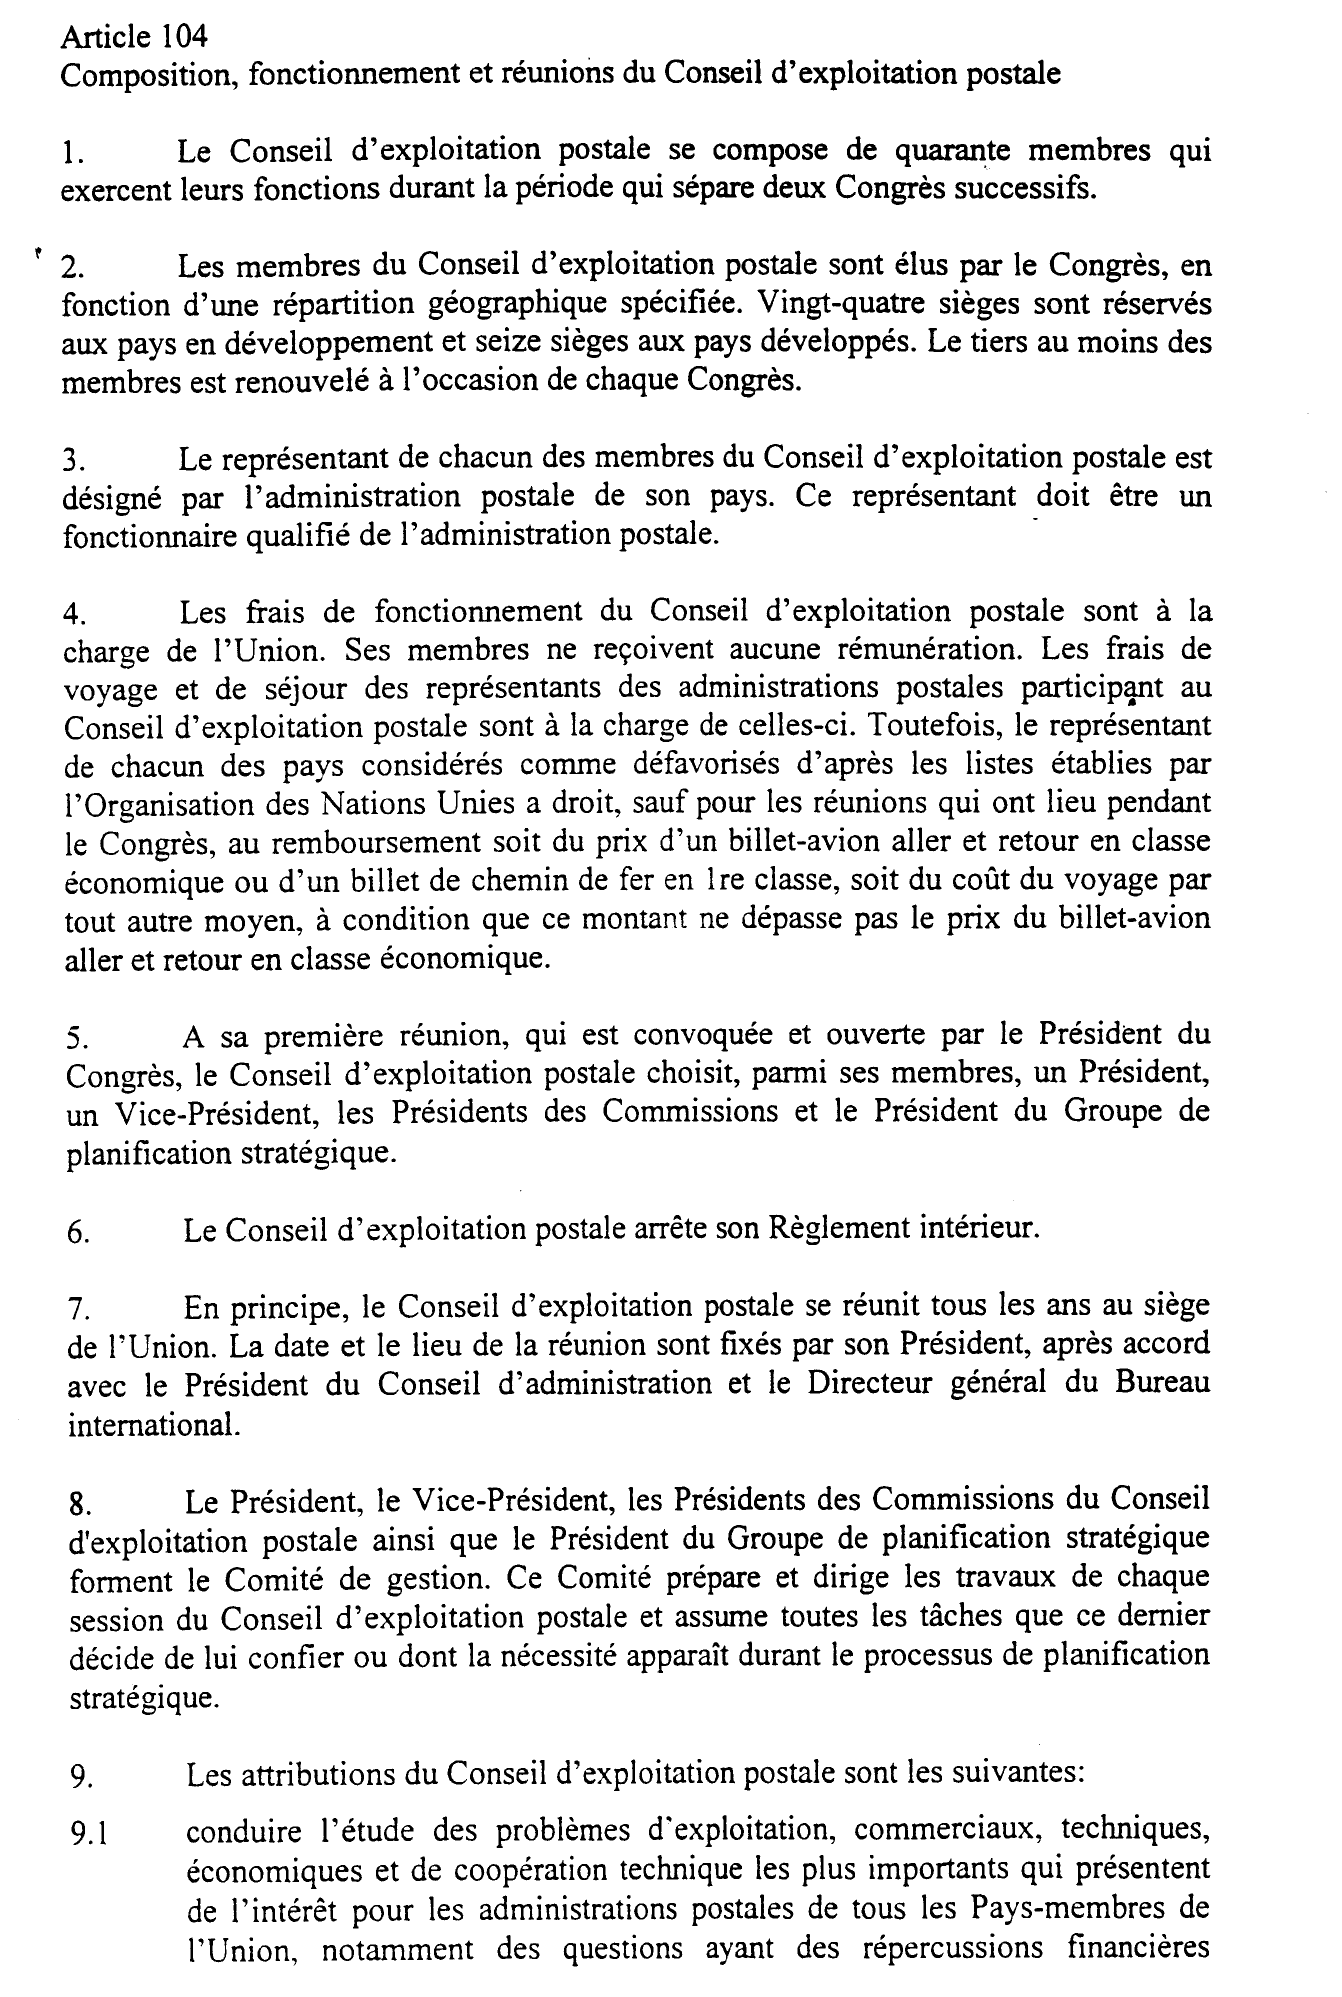 Article 104
Composition, fonctionnement et réunions du Conseil d'exploitation postale
1. Le Conseil d'exploitation postale se compose de quarante membres qui
exercent leurs fonctions durant la période qui sépare deux Congrès successifs.
2. Les membres du Conseil d'exploitation postale sont élus par le Congrès, en
fonction d'une répartition géographique spécifiée. Vingt-quatre sièges sont réservés
aux pays en développement et seize sièges aux pays développés. Le tiers au moins des
membres est renouvelé à l'occasion de chaque Congrès.
3. Le représentant de chacun des membres du Conseil d'exploitation postale est
désigné par l'administration postale de son pays. Ce représentant doit être un
fonctionnaire qualifié de l'administration postale.
4. Les frais de fonctionnement du Conseil d'exploitation postale sont à la
charge de l'Union. Ses membres ne reçoivent aucune rémunération. Les frais de
voyage et de séjour des représentants des administrations postales participant au
Conseil d'exploitation postale sont à la charge de celles-ci. Toutefois, le représentant
de chacun des pays considérés comme défavorisés d'après les listes établies par
l'Organisation des Nations Unies a droit, sauf pour les réunions qui ont lieu pendant
le Congrès, au remboursement soit du prix d'un billet-avion aller et retour en classe
économique ou d'un billet de chemin de fer en 1re classe, soit du coût du voyage par
tout autre moyen, à condition que ce montant ne dépasse pas le prix du billet-avion
aller et retour en classe économique.
5. A sa première réunion, qui est convoquée et ouverte par le Président du
Congrès, le Conseil d'exploitation postale choisit, parmi ses membres, un Président,
un Vice-Président, les Présidents des Commissions et le Président du Groupe de
planification stratégique.
6. Le Conseil d'exploitation postale arrête son Règlement intérieur.
7. En principe, le Conseil d'exploitation postale se réunit tous les ans au siège
de l'Union. La date et le lieu de la réunion sont fixés par son Président, après accord
avec le Président du Conseil d'administration et le Directeur général du Bureau
international.
8. Le Président, le Vice-Président, les Présidents des Commissions du Conseil
d'exploitation postale ainsi que le Président du Groupe de planification stratégique
forment le Comité de gestion. Ce Comité prépare et dirige les travaux de chaque
session du Conseil d'exploitation postale et assume toutes les tâches que ce dernier
décide de lui confier ou dont la nécessité apparaît durant le processus de planification
stratégique.
9. Les attributions du Conseil d'exploitation postale sont les suivantes:
9.1 conduire l'étude des problèmes d'exploitation, commerciaux, techniques,
économiques et de coopération technique les plus importants qui présentent
de l'intérêt pour les administrations postales de tous les Pays-membres de
l'Union, notamment des questions ayant des répercussions financières